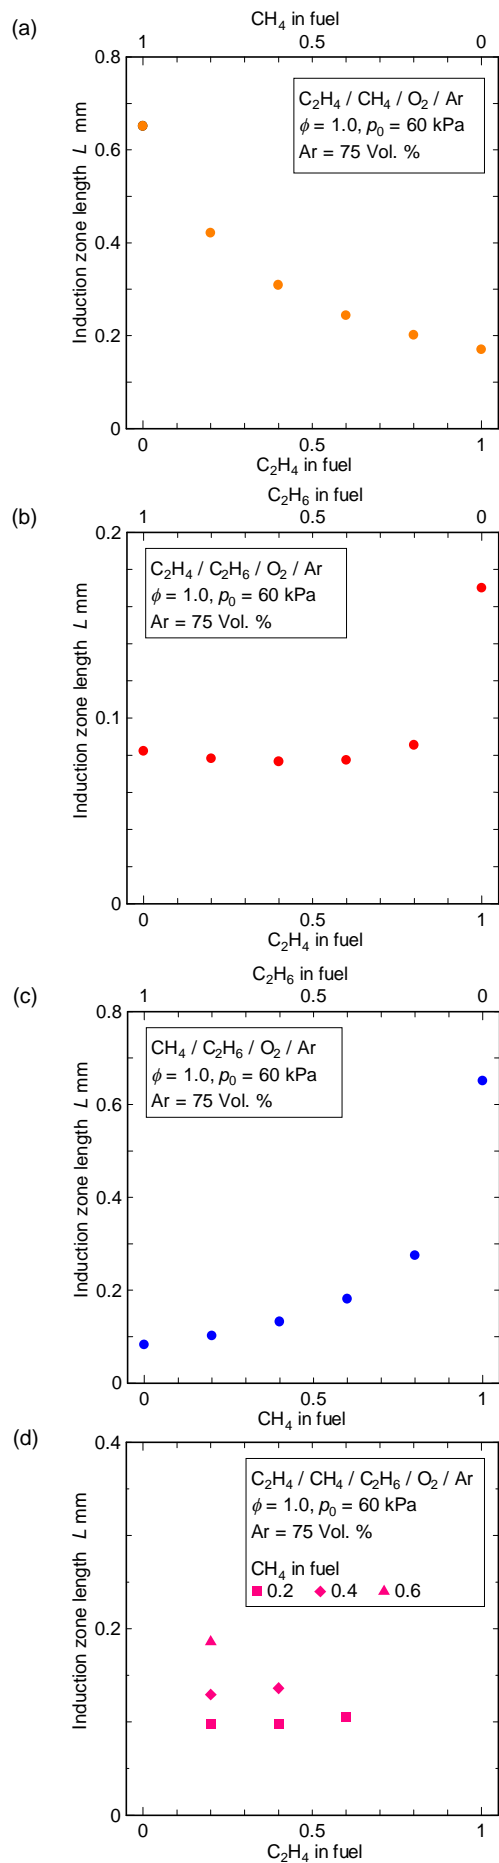 (a)
CH₄ in fuel
1 0.5 0
0.8
0.6
0.4
0.2
0
Induction zone length L mm
C₂H₄ / CH₄ / O₂ / Ar
ϕ = 1.0, p₀ = 60 kPa
Ar = 75 Vol. %
0 0.5 1
C₂H₄ in fuel
(b)
C₂H₆ in fuel
1 0.5 0
0.2
0.1
0
Induction zone length L mm
C₂H₄ / C₂H₆ / O₂ / Ar
ϕ = 1.0, p₀ = 60 kPa
Ar = 75 Vol. %
0 0.5 1
C₂H₄ in fuel
(c)
C₂H₆ in fuel
1 0.5 0
0.8
0.6
0.4
0.2
0
Induction zone length L mm
CH₄ / C₂H₆ / O₂ / Ar
ϕ = 1.0, p₀ = 60 kPa
Ar = 75 Vol. %
0 0.5 1
CH₄ in fuel
(d)
0.4
0.2
0
Induction zone length L mm
C₂H₄ / CH₄ / C₂H₆ / O₂ / Ar
ϕ = 1.0, p₀ = 60 kPa
Ar = 75 Vol. %
CH₄ in fuel
0.2 0.4 0.6
0 0.5 1
C₂H₄ in fuel